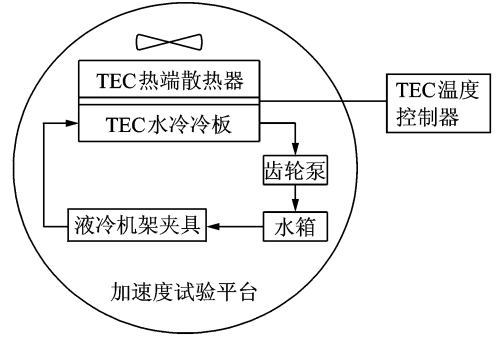 TEC热端散热器
TEC水冷冷板
TEC温度
控制器
齿轮泵
液冷机架夹具
水箱
加速度试验平台